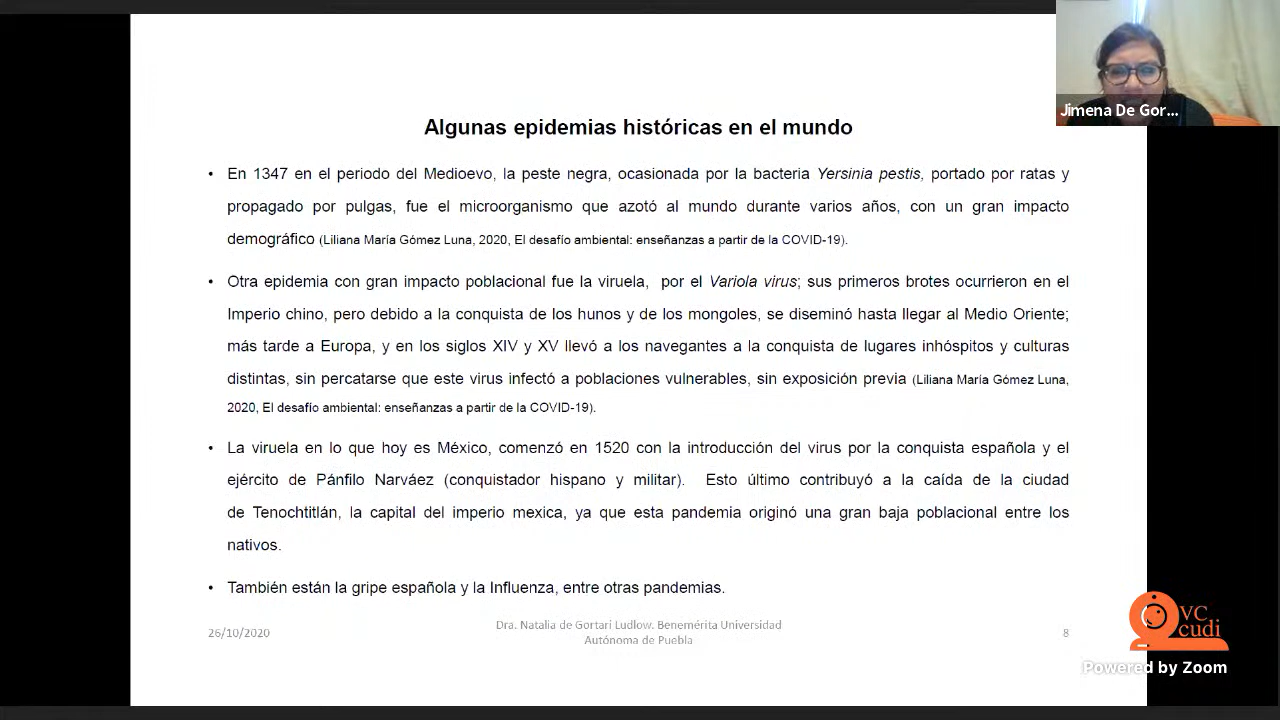 Jimena De Gor...
Algunas epidemias históricas en el mundo
• En 1347 en el periodo del Medioevo, la peste negra, ocasionada por la bacteria Yersinia pestis, portado por ratas y
propagado por pulgas, fue el microorganismo que azotó al mundo durante varios años, con un gran impacto
demográfico (Liliana María Gómez Luna, 2020, El desafío ambiental: enseñanzas a partir de la COVID-19).
• Otra epidemia con gran impacto poblacional fue la viruela, por el Variola virus; sus primeros brotes ocurrieron en el
Imperio chino, pero debido a la conquista de los hunos y de los mongoles, se diseminó hasta llegar al Medio Oriente;
más tarde a Europa, y en los siglos XIV y XV llevó a los navegantes a la conquista de lugares inhóspitos y culturas
distintas, sin percatarse que este virus infectó a poblaciones vulnerables, sin exposición previa (Liliana María Gómez Luna,
2020, El desafío ambiental: enseñanzas a partir de la COVID-19).
• La viruela en lo que hoy es México, comenzó en 1520 con la introducción del virus por la conquista española y el
ejército de Pánfilo Narváez (conquistador hispano y militar). Esto último contribuyó a la caída de la ciudad
de Tenochtitlán, la capital del imperio mexica, ya que esta pandemia originó una gran baja poblacional entre los
nativos.
• También están la gripe española y la Influenza, entre otras pandemias.
26/10/2020
Dra. Natalia de Gortari Ludlow. Benemérita Universidad
Autónoma de Puebla
8
VC
cudi
Powered by Zoom